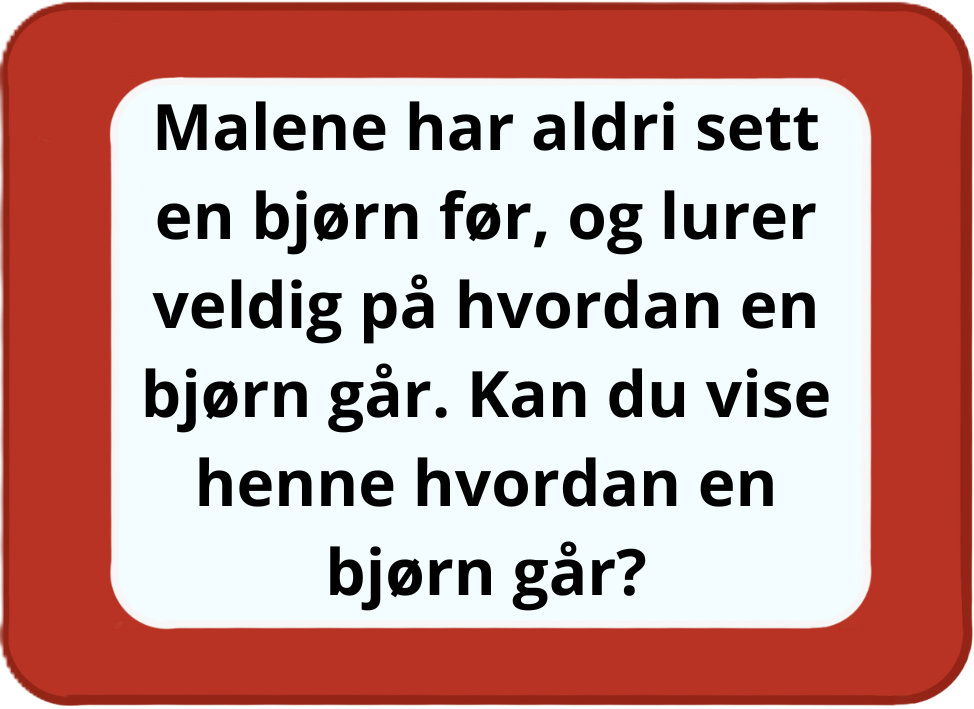 Malene har aldri sett
en bjørn før, og lurer
veldig på hvordan en
bjørn går. Kan du vise
henne hvordan en
bjørn går?